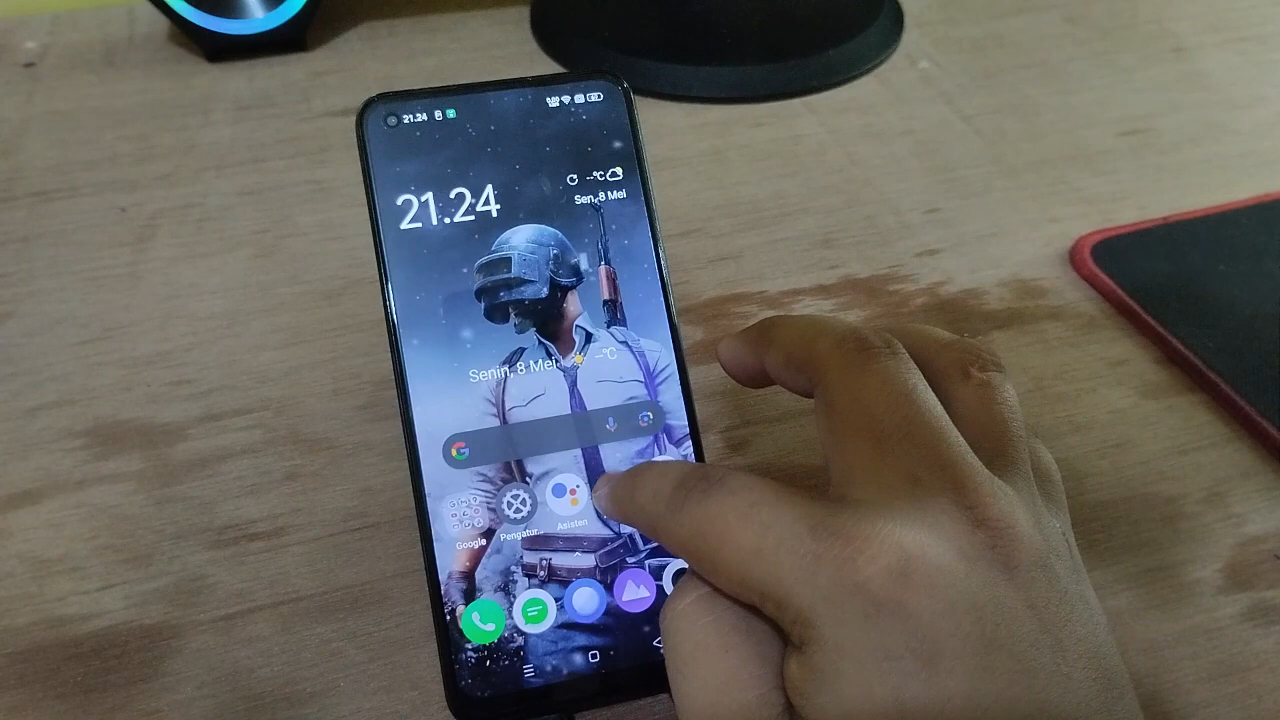 21.24
21.24
--°C
Sen, 8 Mei
Senin, 8 Mei --°C
Google
Pengatur...
Asisten